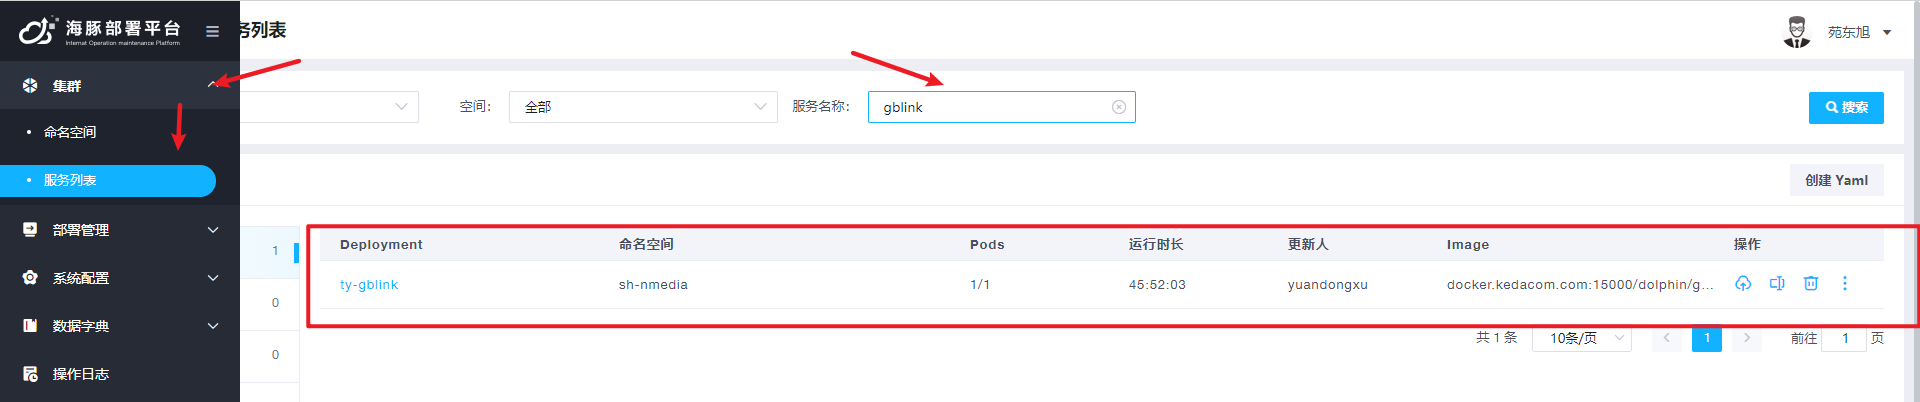 海豚部署平台
Internat Operation maintenance Platform
务列表
苑东旭
集群
命名空间
服务列表
部署管理
系统配置
数据字典
操作日志
空间： 全部 服务名称： gblink 搜索
创建 Yaml
1
0
0
Deployment 命名空间 Pods 运行时长 更新人 Image 操作
ty-gblink sh-nmedia 1/1 45:52:03 yuandongxu docker.kedacom.com:15000/dolphin/g...
共 1 条 10条/页 1 前往 1 页